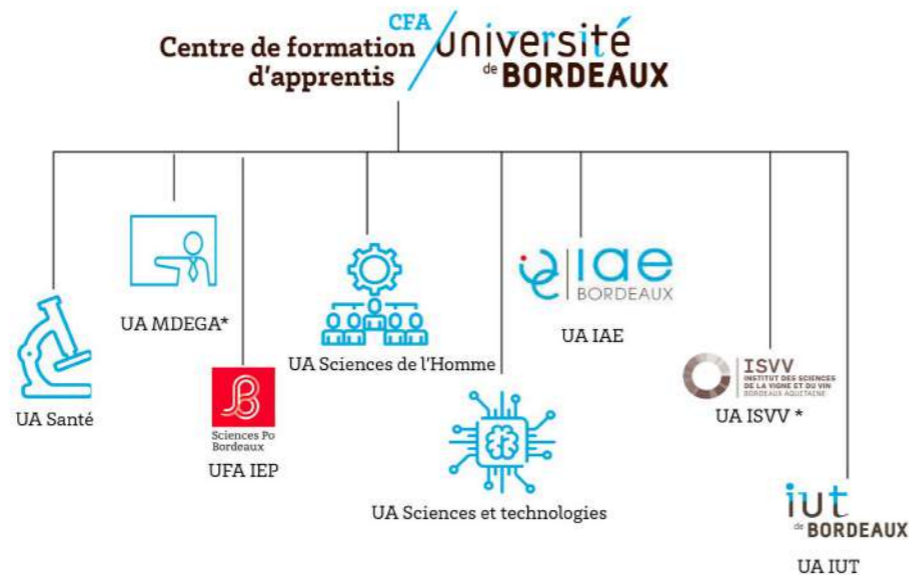 CFA
Centre de formation
d'apprentis
université
de BORDEAUX
UA Santé
UA MDEGA*
Sciences Po
Bordeaux
UFA IEP
UA Sciences de l'Homme
UA Sciences et technologies
iae
BORDEAUX
UA IAE
ISVV
INSTITUT DES SCIENCES
DE LA VIGNE ET DU VIN
BORDEAUX AQUITAINE
UA ISVV *
iut
de BORDEAUX
UA IUT